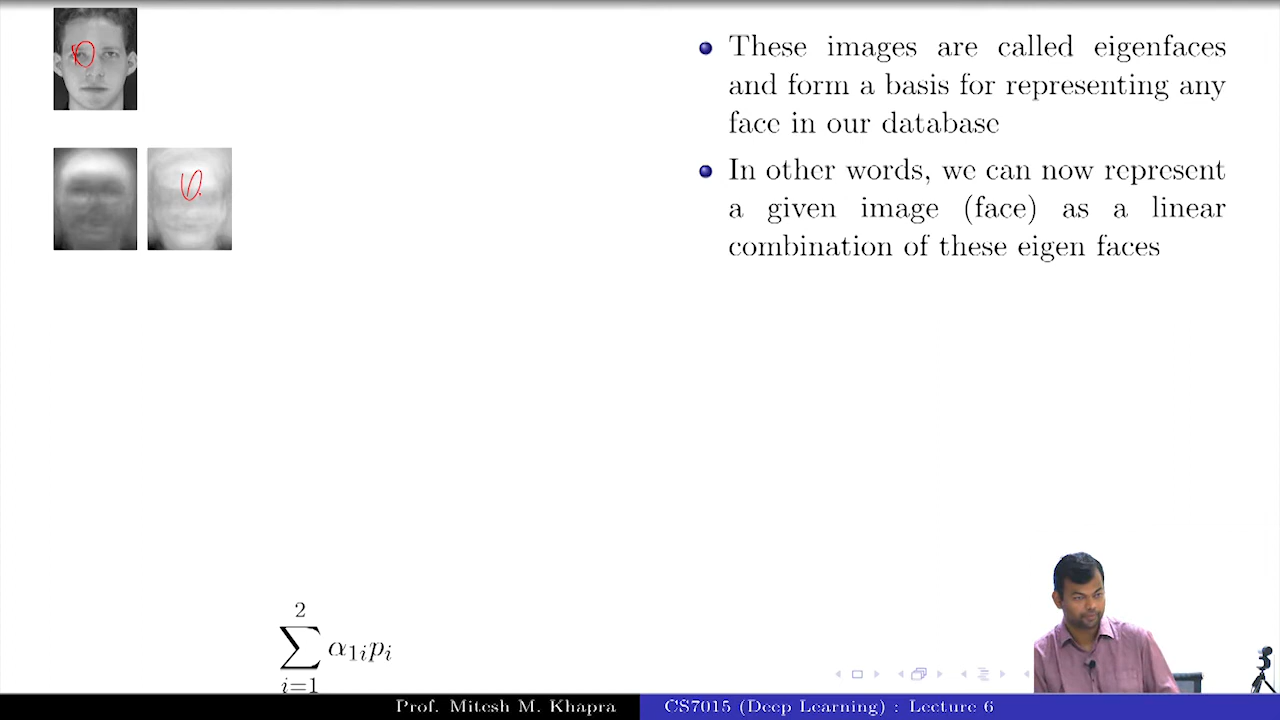 These images are called eigenfaces
and form a basis for representing any
face in our database
In other words, we can now represent
a given image (face) as a linear
combination of these eigen faces
2
∑ α₁ᵢpᵢ
i=1
Prof. Mitesh M. Khapra CS7015 (Deep Learning) : Lecture 6